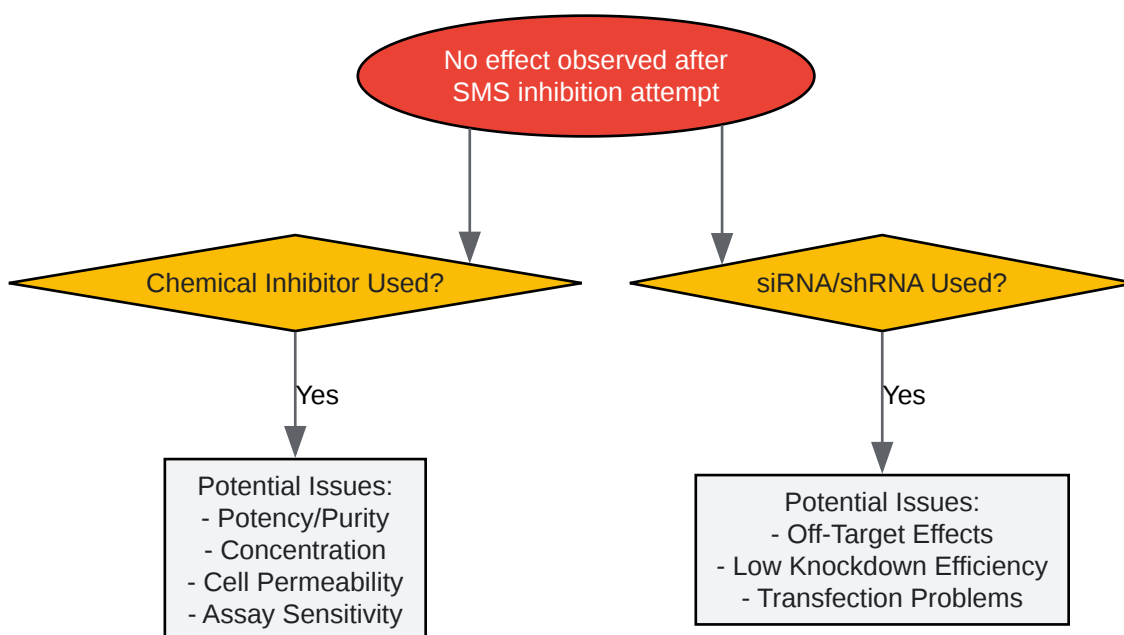 No effect observed after
SMS inhibition attempt
Chemical Inhibitor Used?
siRNA/shRNA Used?
Yes
Yes
Potential Issues:
- Potency/Purity
- Concentration
- Cell Permeability
- Assay Sensitivity
Potential Issues:
- Off-Target Effects
- Low Knockdown Efficiency
- Transfection Problems